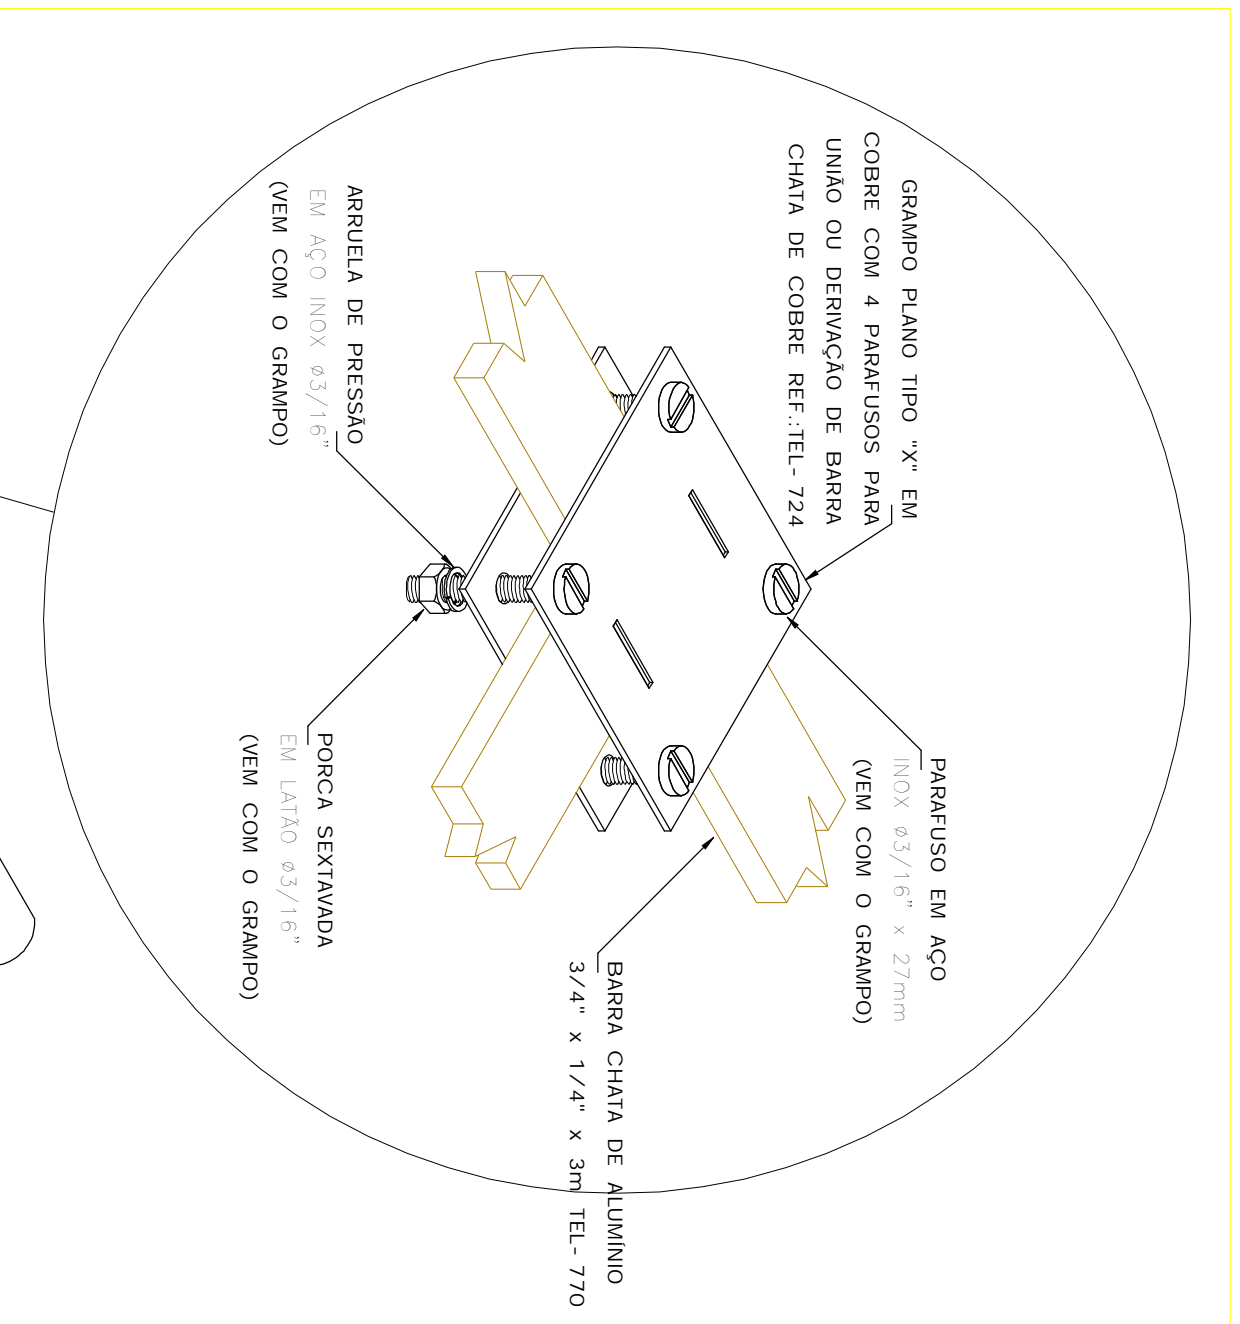 GRAMPO PLANO TIPO "X" EM
COBRE COM 4 PARAFUSOS PARA
UNIÃO OU DERIVAÇÃO DE BARRA
CHATA DE COBRE REF.:TEL-724
PARAFUSO EM AÇO
INOX ø3/16" x 27mm
(VEM COM O GRAMPO)
BARRA CHATA DE ALUMÍNIO
3/4" x 1/4" x 3m TEL-770
ARRUELA DE PRESSÃO
EM AÇO INOX ø3/16"
(VEM COM O GRAMPO)
PORCA SEXTAVADA
EM LATÃO ø3/16"
(VEM COM O GRAMPO)